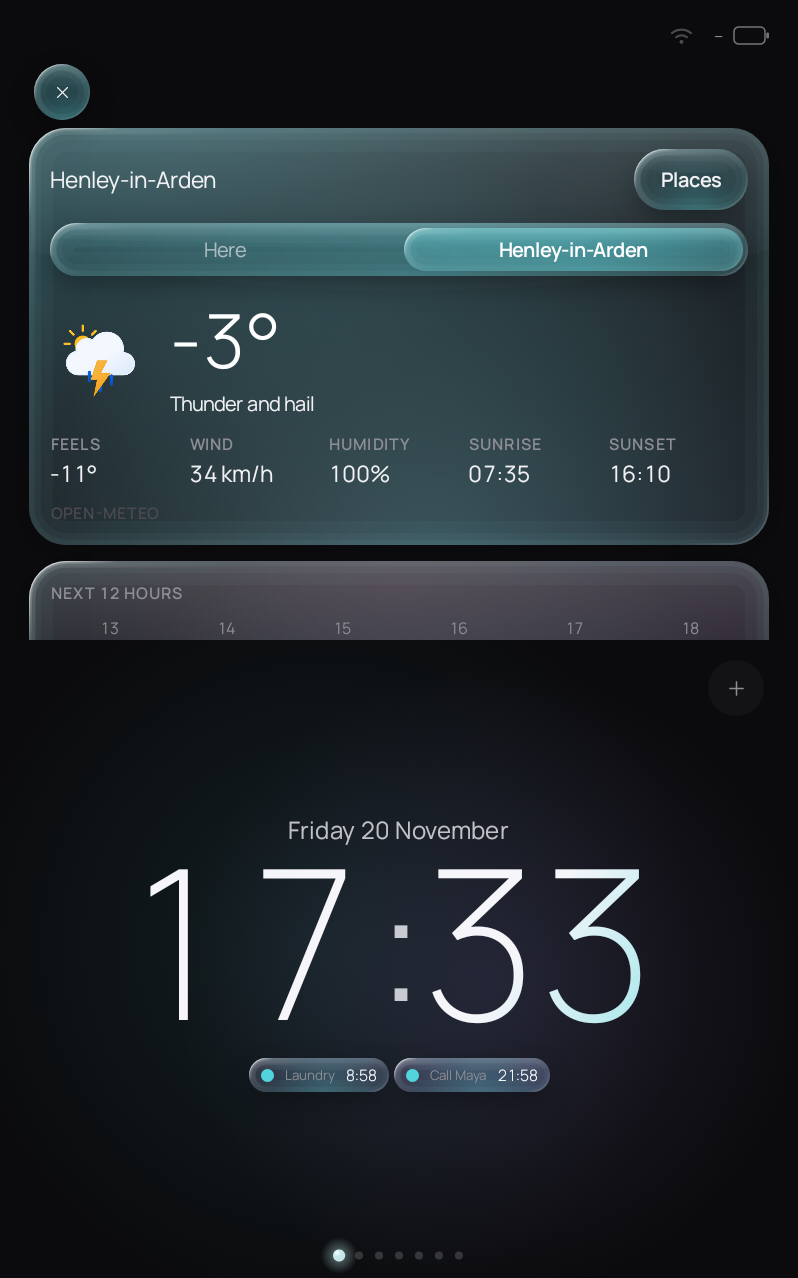 –
Henley-in-Arden
Places
Here
Henley-in-Arden
-3°
Thunder and hail
FEELS WIND HUMIDITY SUNRISE SUNSET
-11° 34 km/h 100% 07:35 16:10
OPEN-METEO
NEXT 12 HOURS
13 14 15 16 17 18
Friday 20 November
17:33
Laundry 8:58 Call Maya 21:58